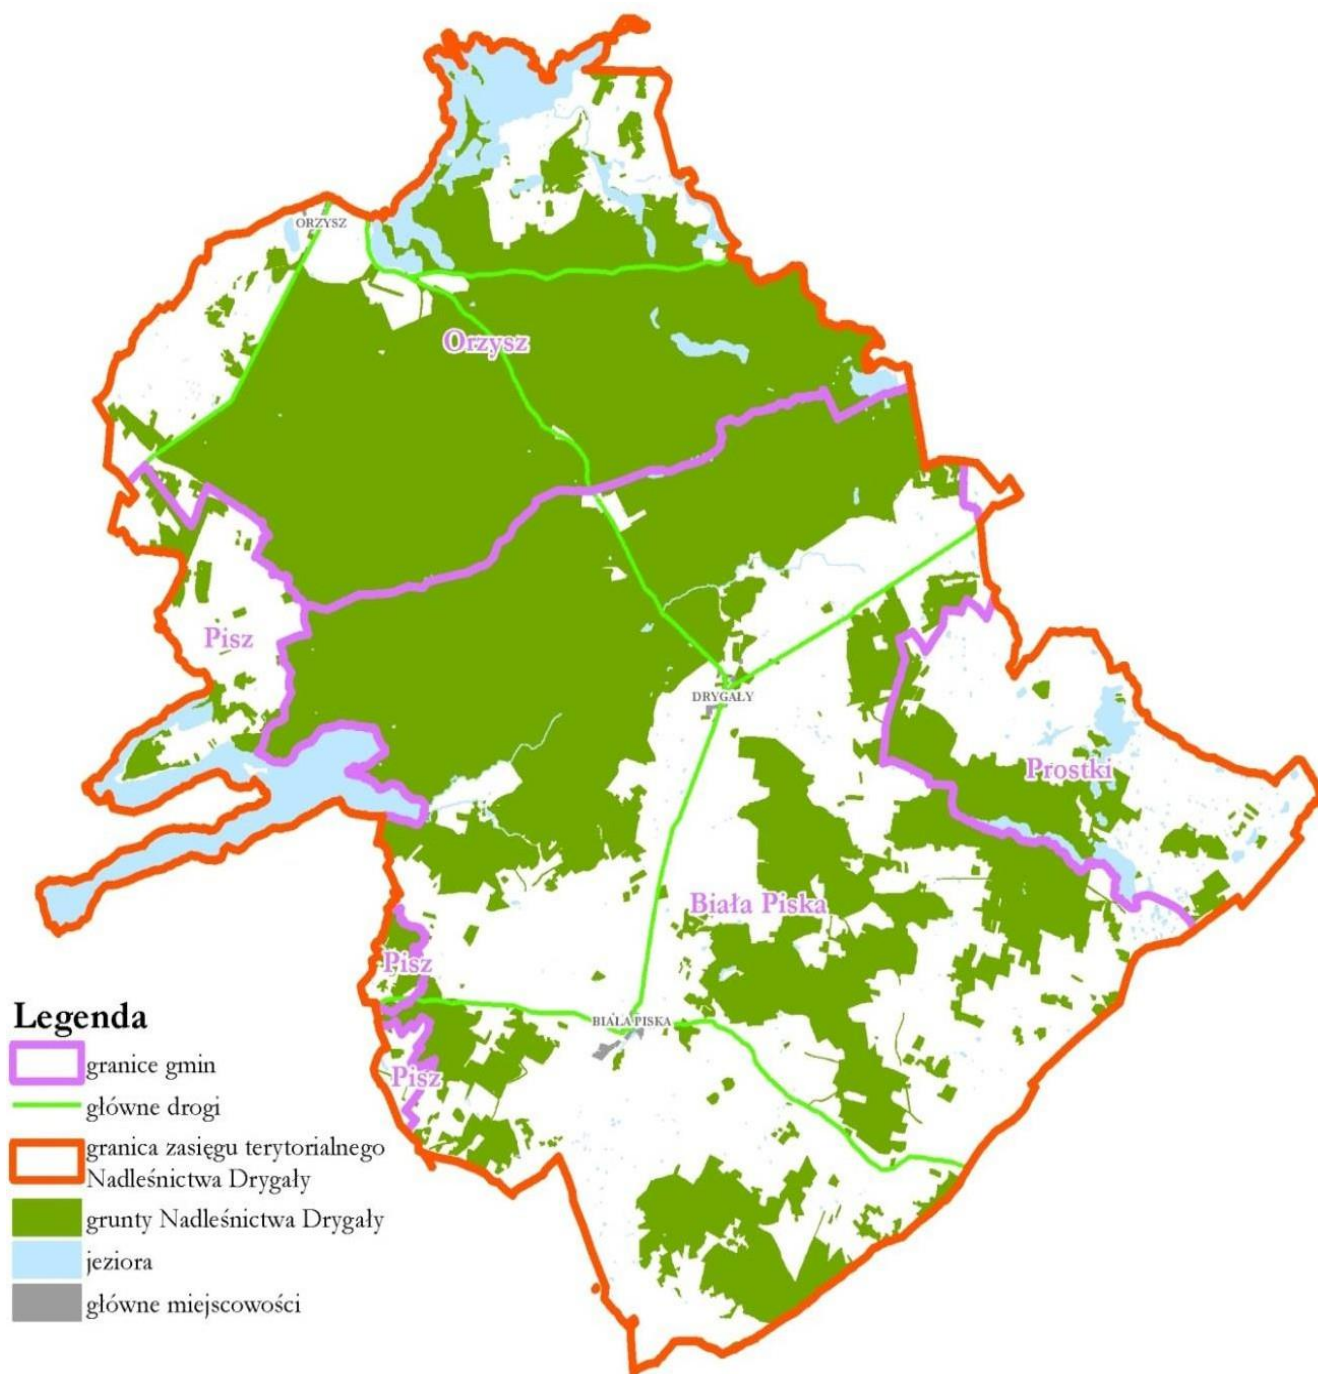 ORZYSZ
Orzysz
Pisz
DRYGAŁY
Prostki
Biała Piska
Pisz
BIAŁA PISKA
Pisz
Legenda
granice gmin
główne drogi
granica zasięgu terytorialnego
Nadleśnictwa Drygały
grunty Nadleśnictwa Drygały
jeziora
główne miejscowości